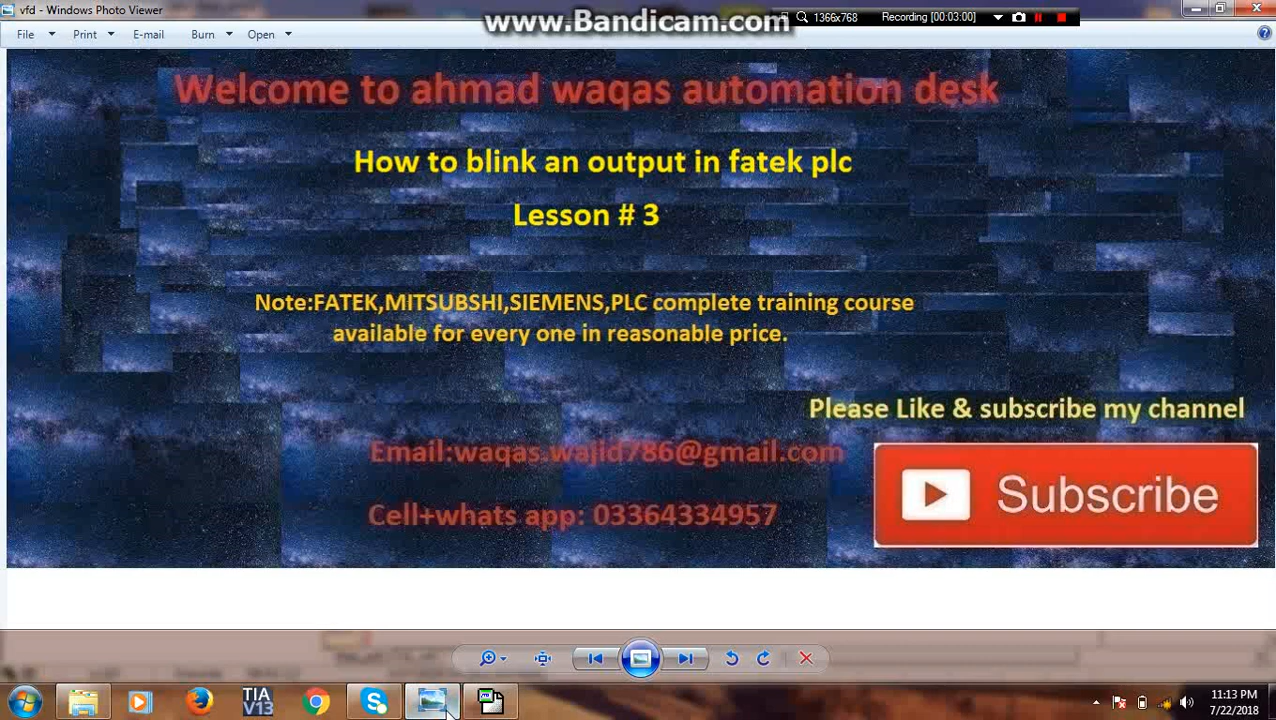 vfd - Windows Photo Viewer
www.Bandicam.com
1366x768
Recording [00:03:00]
File
Print
E-mail
Burn
Open
Welcome to ahmad waqas automation desk
How to blink an output in fatek plc
Lesson # 3
Note:FATEK,MITSUBSHI,SIEMENS,PLC complete training course
available for every one in reasonable price.
Please Like & subscribe my channel
Email:waqas.wajid786@gmail.com
Subscribe
Cell+whats app: 03364334957
TIA
V13
11:13 PM
7/22/2018